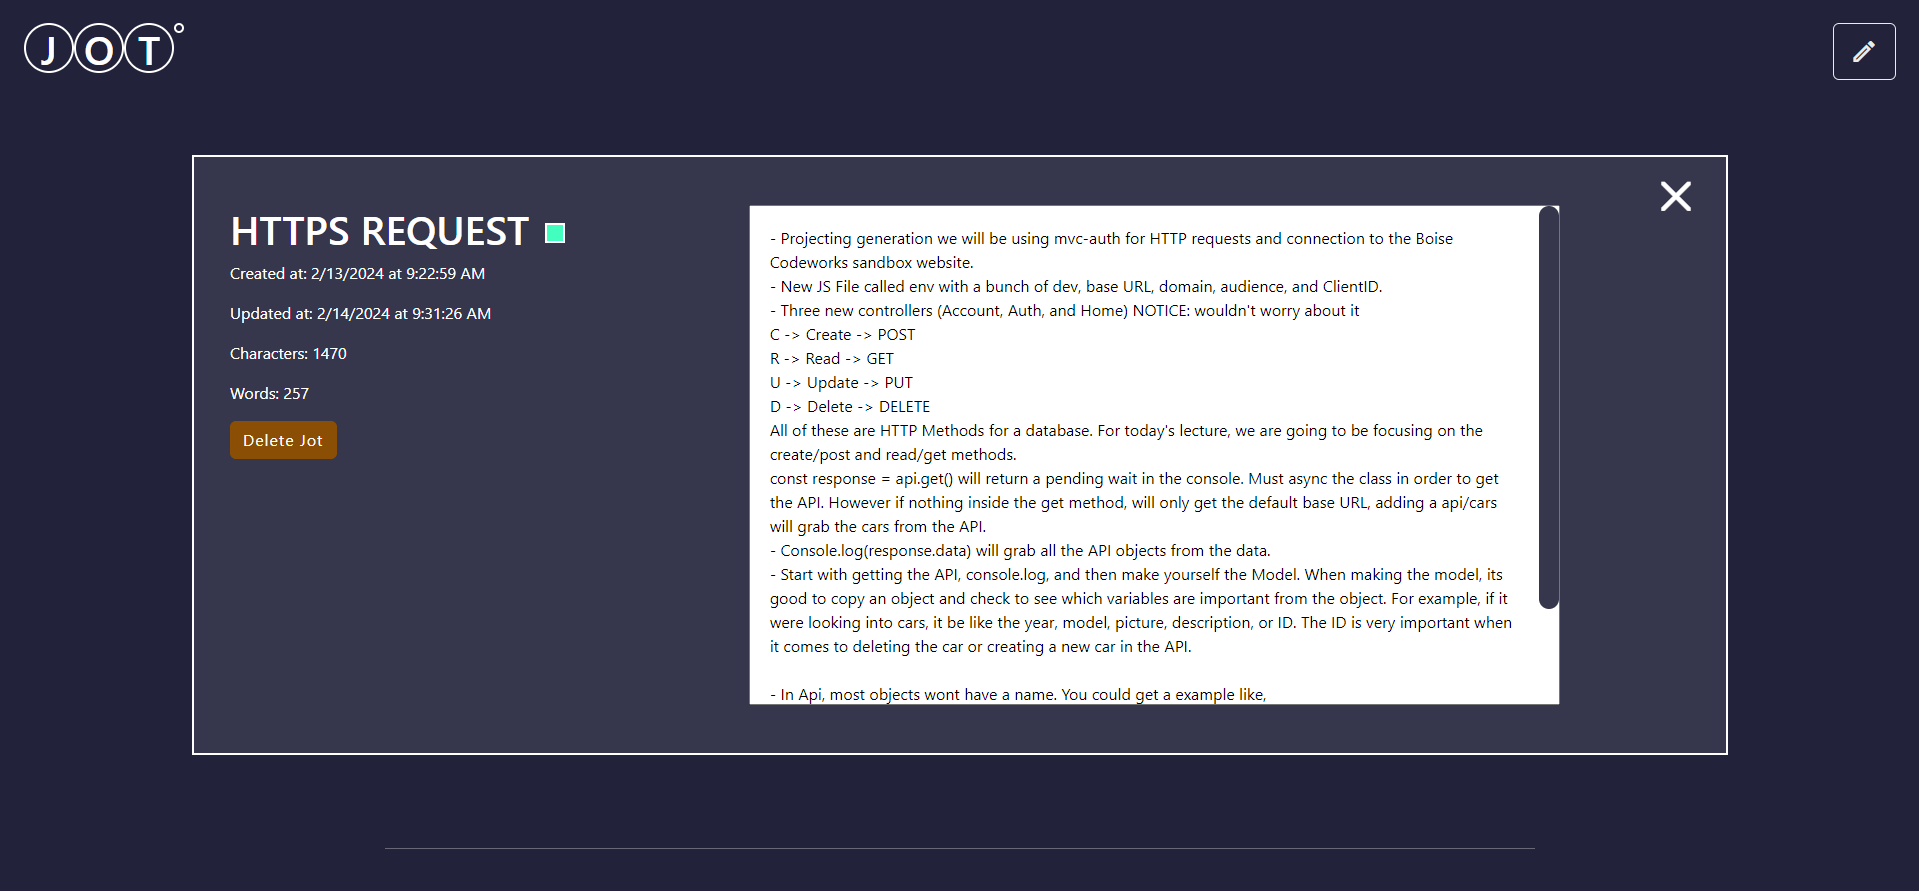 JOT
HTTPS REQUEST
Created at: 2/13/2024 at 9:22:59 AM
Updated at: 2/14/2024 at 9:31:26 AM
Characters: 1470
Words: 257
Delete Jot
- Projecting generation we will be using mvc-auth for HTTP requests and connection to the Boise
Codeworks sandbox website.
- New JS File called env with a bunch of dev, base URL, domain, audience, and ClientID.
- Three new controllers (Account, Auth, and Home) NOTICE: wouldn't worry about it
C -> Create -> POST
R -> Read -> GET
U -> Update -> PUT
D -> Delete -> DELETE
All of these are HTTP Methods for a database. For today's lecture, we are going to be focusing on the
create/post and read/get methods.
const response = api.get() will return a pending wait in the console. Must async the class in order to get
the API. However if nothing inside the get method, will only get the default base URL, adding a api/cars
will grab the cars from the API.
- Console.log(response.data) will grab all the API objects from the data.
- Start with getting the API, console.log, and then make yourself the Model. When making the model, its
good to copy an object and check to see which variables are important from the object. For example, if it
were looking into cars, it be like the year, model, picture, description, or ID. The ID is very important when
it comes to deleting the car or creating a new car in the API.
- In Api, most objects wont have a name. You could get a example like,